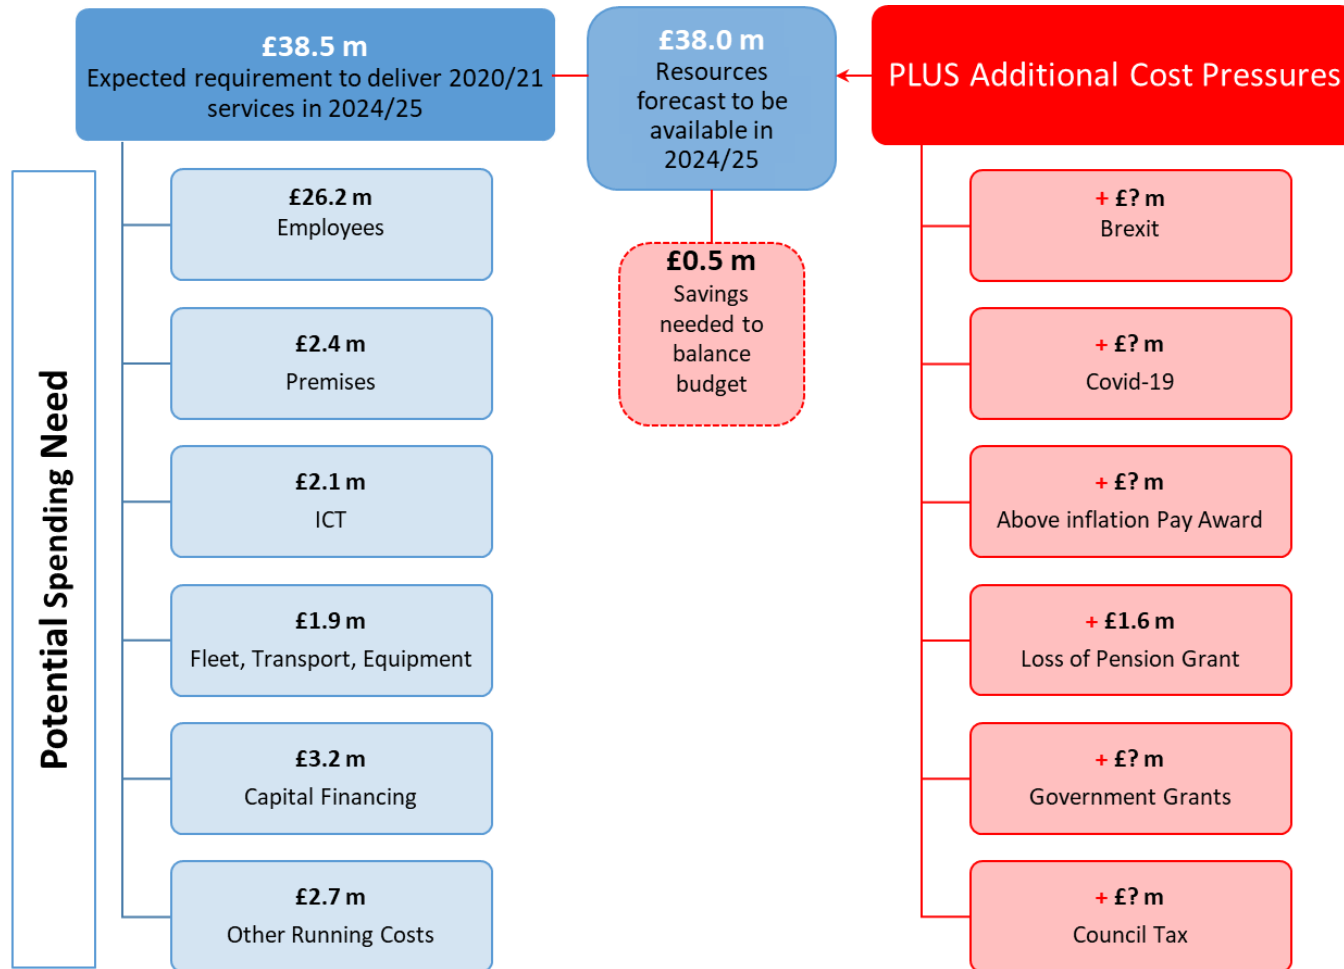 £38.5 m
Expected requirement to deliver 2020/21
services in 2024/25
£38.0 m
Resources
forecast to be
available in
2024/25
PLUS Additional Cost Pressures
Potential Spending Need
£26.2 m
Employees
£2.4 m
Premises
£2.1 m
ICT
£1.9 m
Fleet, Transport, Equipment
£3.2 m
Capital Financing
£2.7 m
Other Running Costs
£0.5 m
Savings
needed to
balance
budget
+ £? m
Brexit
+ £? m
Covid-19
+ £? m
Above inflation Pay Award
+ £1.6 m
Loss of Pension Grant
+ £? m
Government Grants
+ £? m
Council Tax